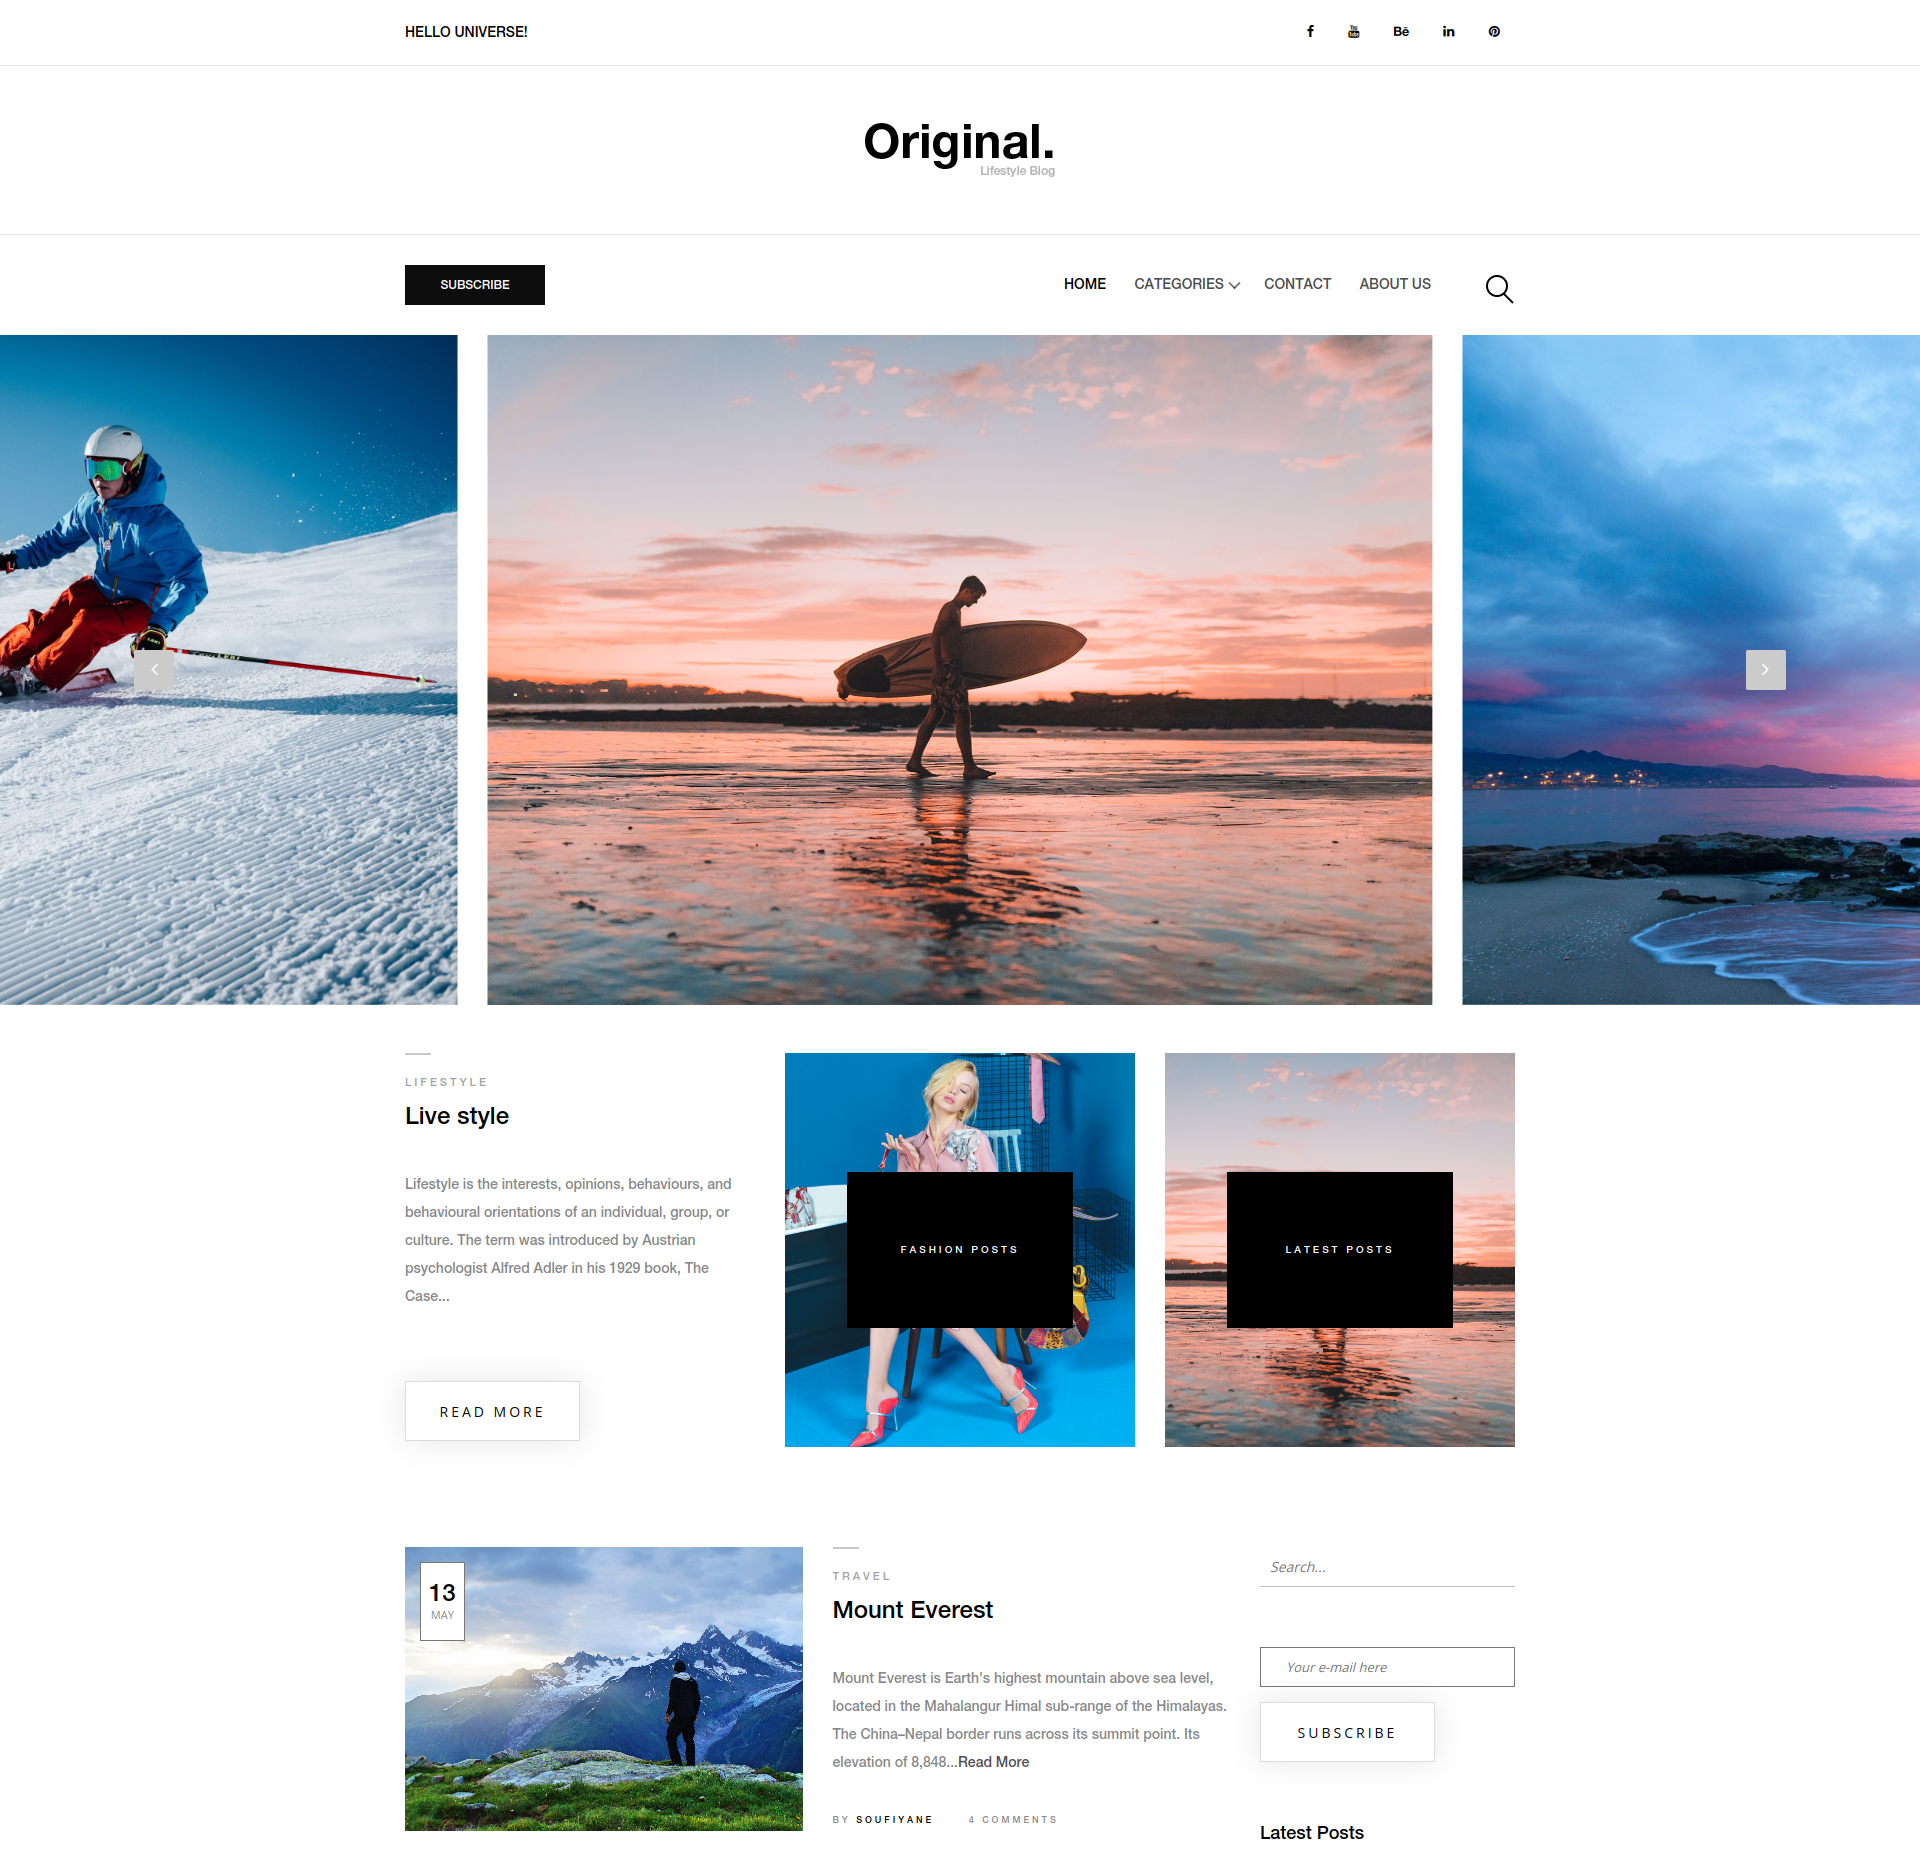 HELLO UNIVERSE!
Bē
in
Original.
Lifestyle Blog
SUBSCRIBE
HOME
CATEGORIES
CONTACT
ABOUT US
LIFESTYLE
Live style
Lifestyle is the interests, opinions, behaviours, and
behavioural orientations of an individual, group, or
culture. The term was introduced by Austrian
psychologist Alfred Adler in his 1929 book, The
Case...
READ MORE
FASHION POSTS
LATEST POSTS
13
MAY
TRAVEL
Mount Everest
Mount Everest is Earth's highest mountain above sea level,
located in the Mahalangur Himal sub-range of the Himalayas.
The China–Nepal border runs across its summit point. Its
elevation of 8,848...Read More
BY SOUFIYANE
4 COMMENTS
Search...
Your e-mail here
SUBSCRIBE
Latest Posts